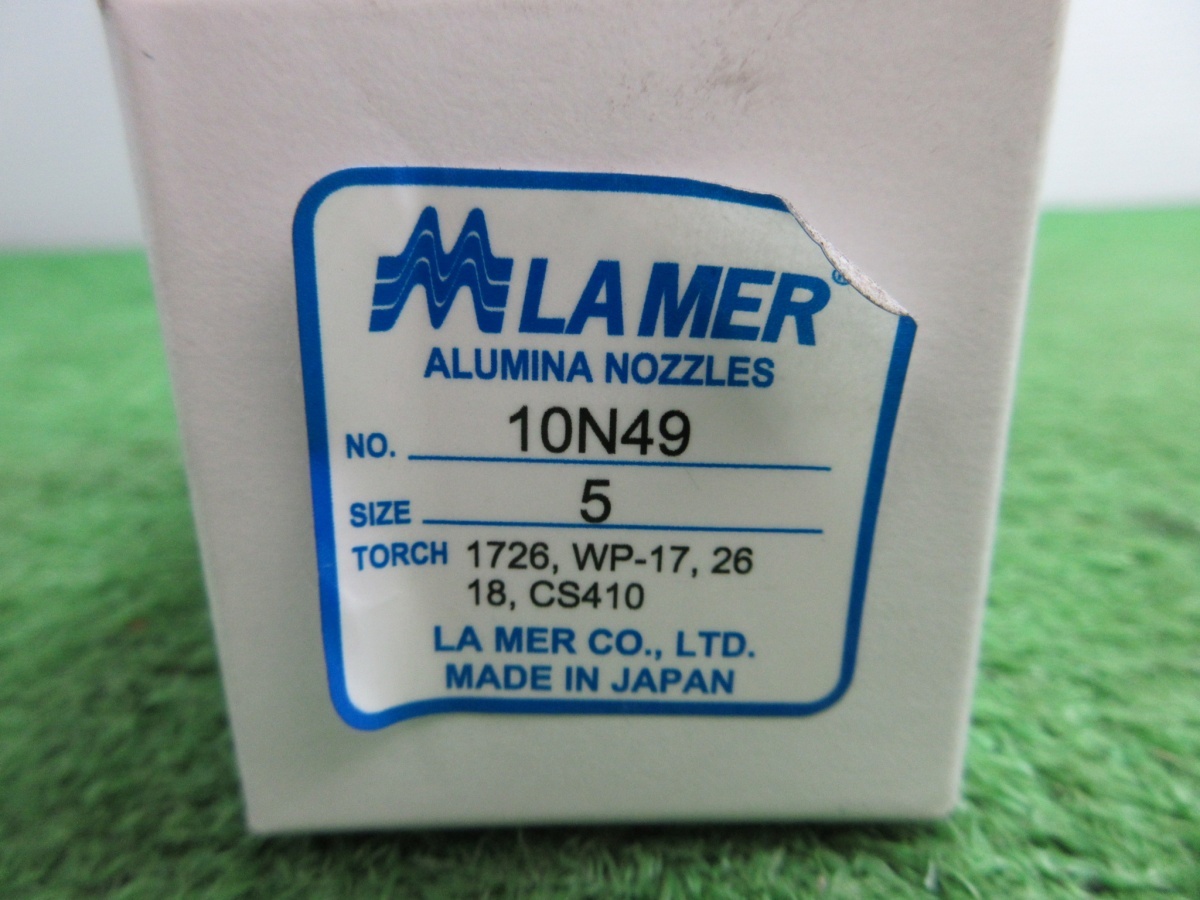 LA MER®
ALUMINA NOZZLES
NO. 10N49
SIZE 5
TORCH 1726, WP-17, 26
18, CS410
LA MER CO., LTD.
MADE IN JAPAN